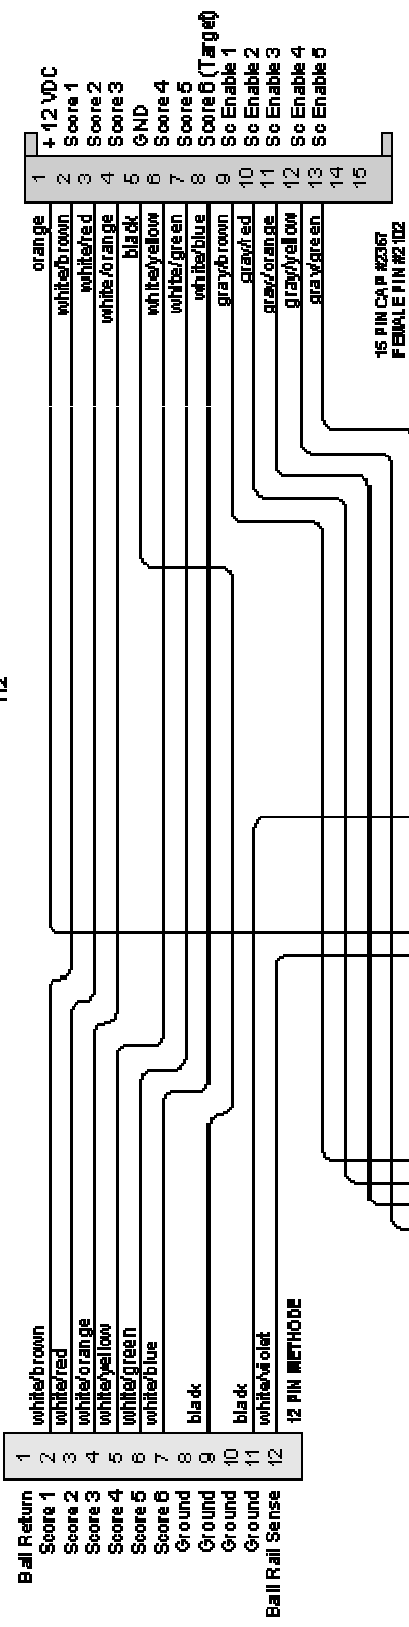 H2
+ 12 VDC
Score 1
Score 2
Score 3
GND
Score 4
Score 5
Score 6 (Target)
Sc Enable 1
Sc Enable 2
Sc Enable 3
Sc Enable 4
Sc Enable 5
1
2
3
4
5
6
7
8
9
10
11
12
13
14
15
orange
white/brown
white/red
white/orange
black
white/yellow
white/green
white/blue
gray/brown
gray/red
gray/orange
gray/yellow
gray/green
15 PIN CAP #2367
FEMALE PIN #2102
white/brown
white/red
white/orange
white/yellow
white/green
white/blue
black
black
white/violet
12 PIN METHODE
1
2
3
4
5
6
7
8
9
10
11
12
Ball Return
Score 1
Score 2
Score 3
Score 4
Score 5
Score 6
Ground
Ground
Ground
Ground
Ball Rail Sense